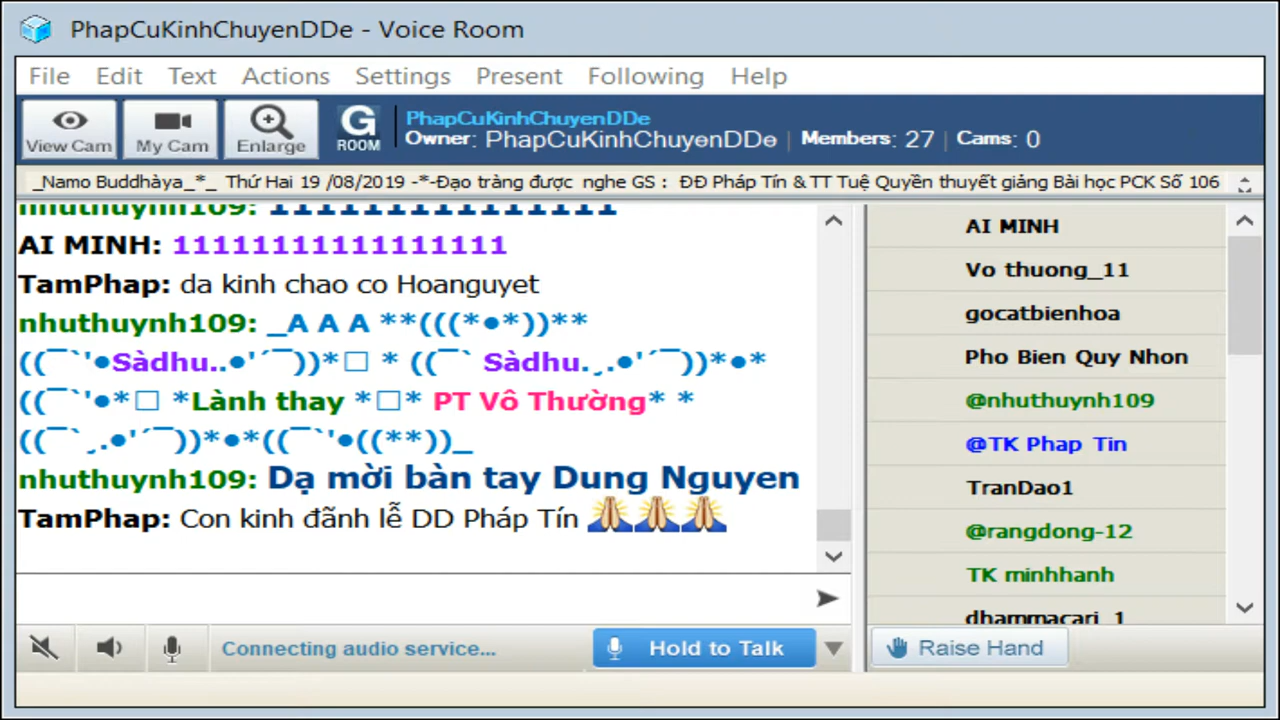 PhapCuKinhChuyenDDe - Voice Room
File Edit Text Actions Settings Present Following Help
View Cam
My Cam
Enlarge
G
ROOM
PhapCuKinhChuyenDDe
Owner: PhapCuKinhChuyenDDe | Members: 27 | Cams: 0
_Namo Buddhàya_*_ Thứ Hai 19 /08/2019 -*-Đạo tràng được nghe GS : ĐĐ Pháp Tín & TT Tuệ Quyền thuyết giảng Bài học PCK Số 106
nhuthuynh109: 1111111111111111
AI MINH: 11111111111111111
TamPhap: da kinh chao co Hoanguyet
nhuthuynh109: _A A A **(((*●*))**
((¯`'●Sàdhu..●'´¯))*□ * ((¯` Sàdhu.¸.●'´¯))*●*
((¯`'●*□ *Lành thay *□* PT Vô Thường* *
((¯`¸.●'´¯))*●*((¯`'●((**))_
nhuthuynh109: Dạ mời bàn tay Dung Nguyen
TamPhap: Con kinh đãnh lễ DD Pháp Tín 🙏🙏🙏
AI MINH
Vo thuong_11
gocatbienhoa
Pho Bien Quy Nhon
@nhuthuynh109
@TK Phap Tin
TranDao1
@rangdong-12
TK minhhanh
dhammacari_1
Connecting audio service...
Hold to Talk
Raise Hand